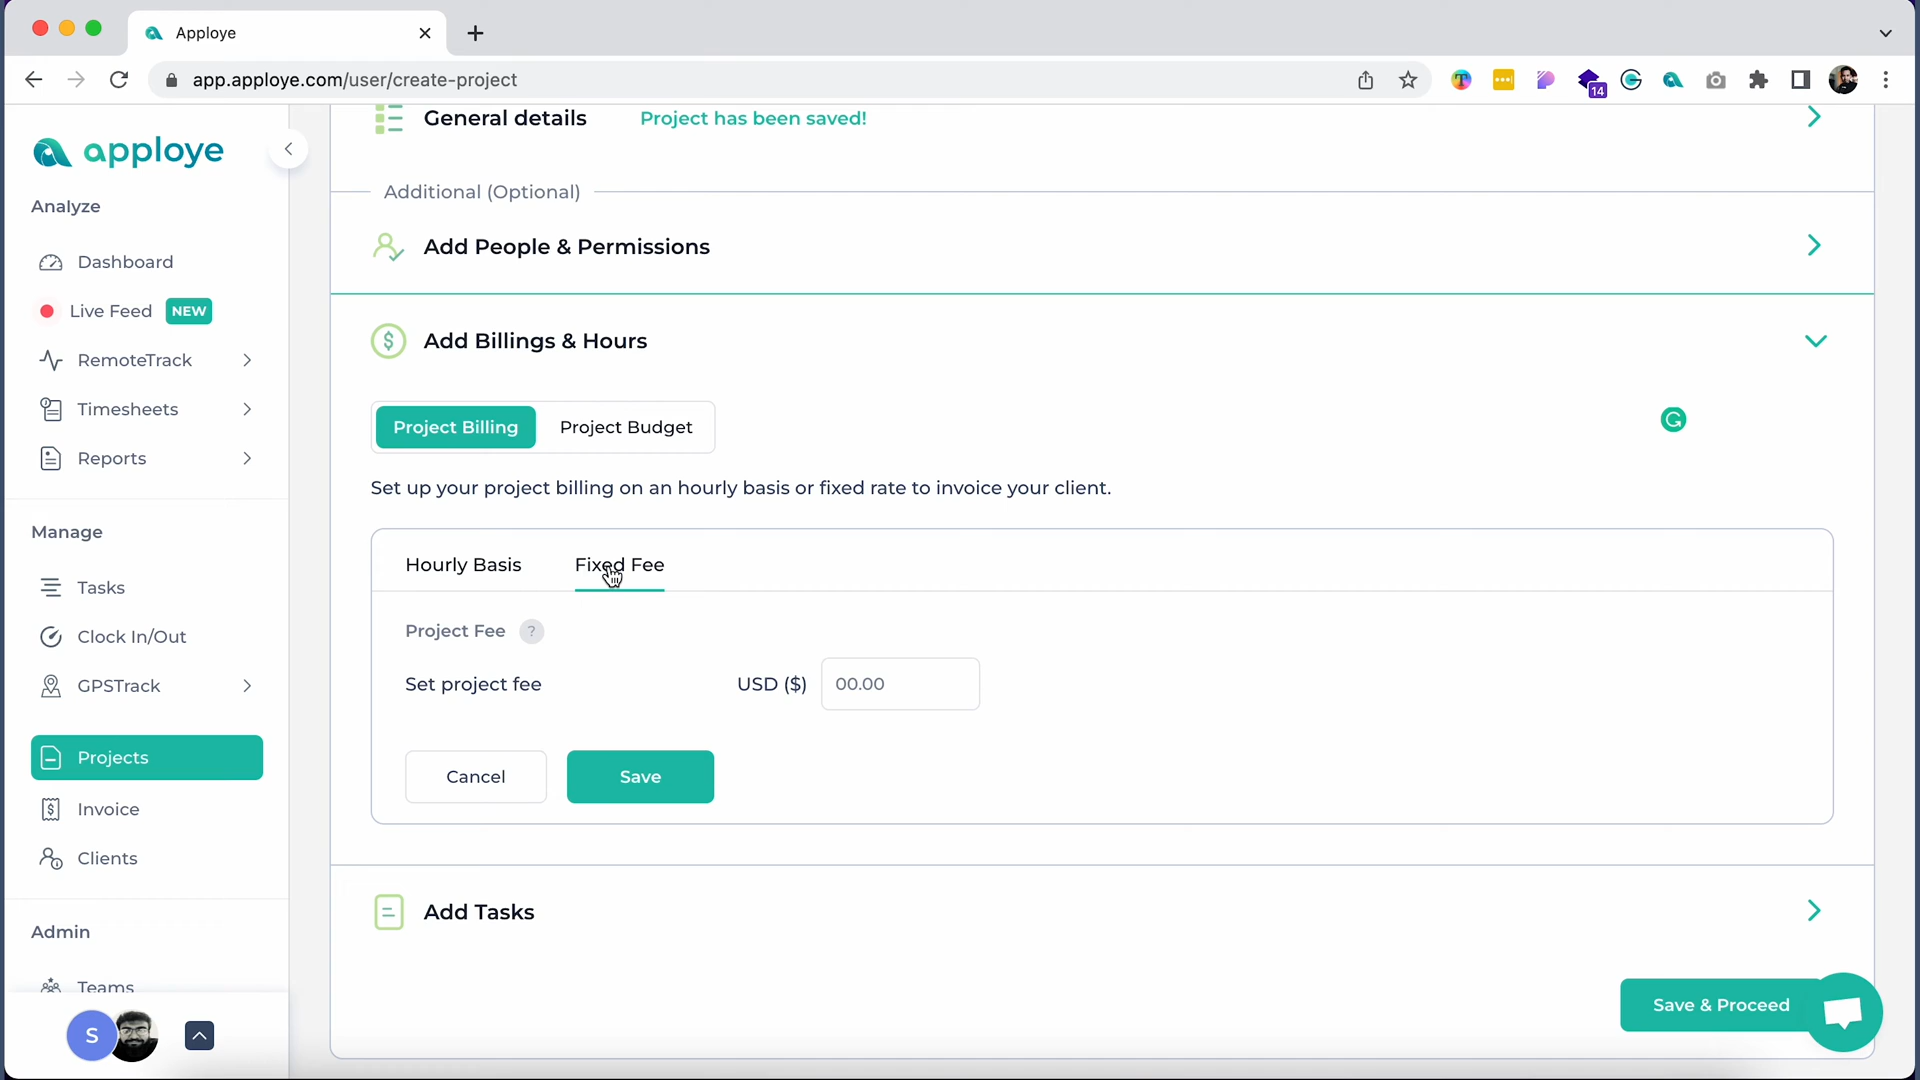 Apploye
app.apploye.com/user/create-project
14
apploye
Analyze
Dashboard
Live Feed NEW
RemoteTrack
Timesheets
Reports
Manage
Tasks
Clock In/Out
GPSTrack
Projects
Invoice
Clients
Admin
Teams
S
General details Project has been saved!
Additional (Optional)
Add People & Permissions
$ Add Billings & Hours
Project Billing Project Budget
Set up your project billing on an hourly basis or fixed rate to invoice your client.
Hourly Basis Fixed Fee
Project Fee ?
Set project fee USD ($) 00.00
Cancel Save
Add Tasks
Save & Proceed